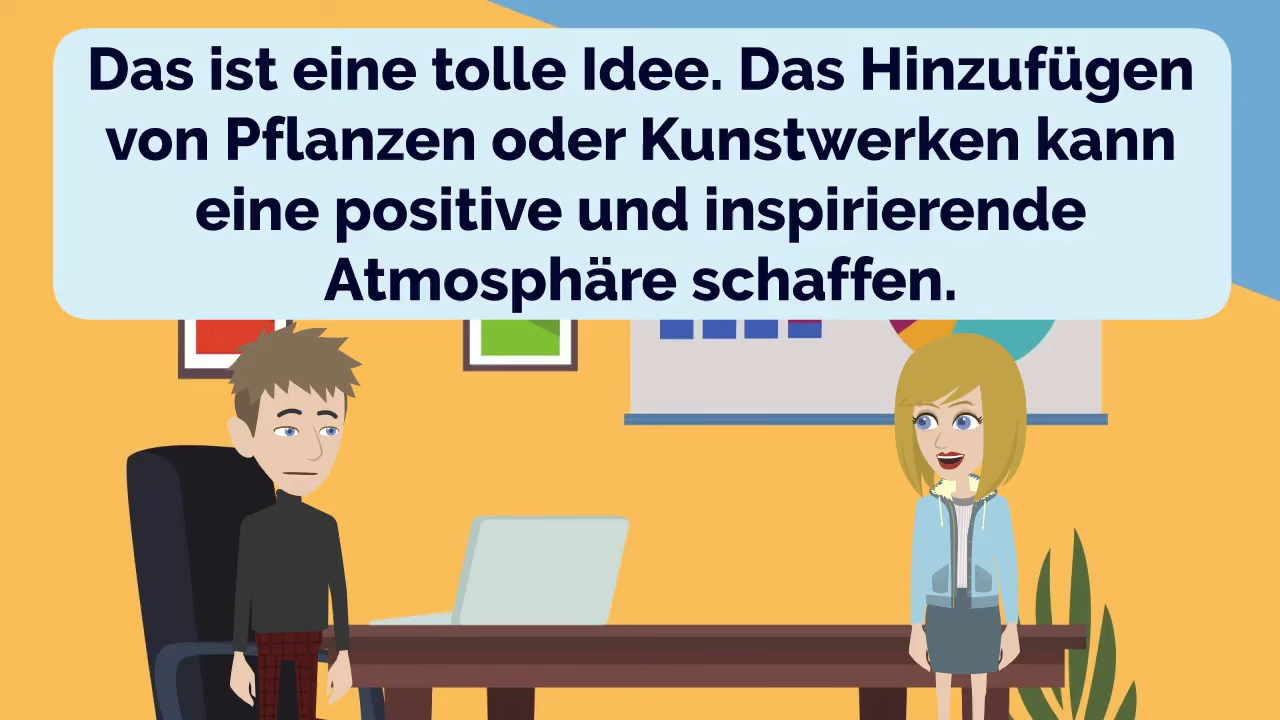 Das ist eine tolle Idee. Das Hinzufügen
von Pflanzen oder Kunstwerken kann
eine positive und inspirierende
Atmosphäre schaffen.